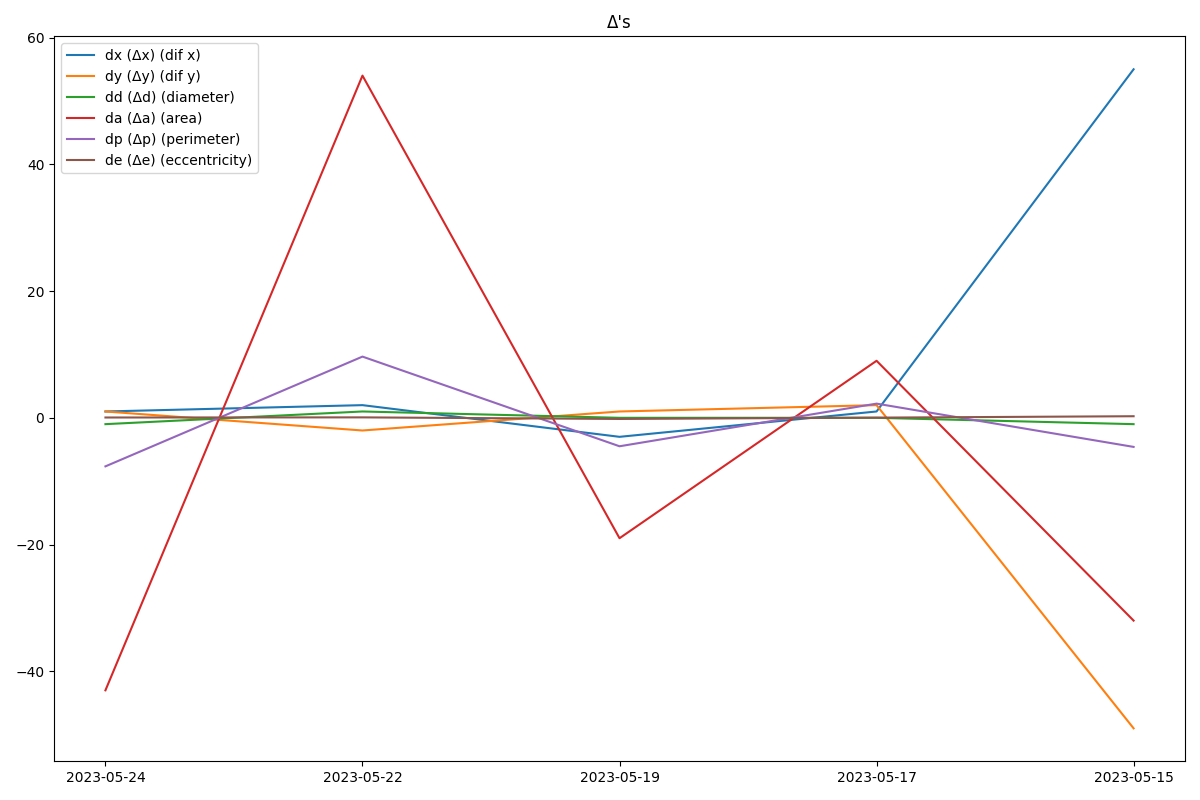 Δ's
dx (Δx) (dif x)
dy (Δy) (dif y)
dd (Δd) (diameter)
da (Δa) (area)
dp (Δp) (perimeter)
de (Δe) (eccentricity)
60
40
20
0
−20
−40
2023-05-24 2023-05-22 2023-05-19 2023-05-17 2023-05-15